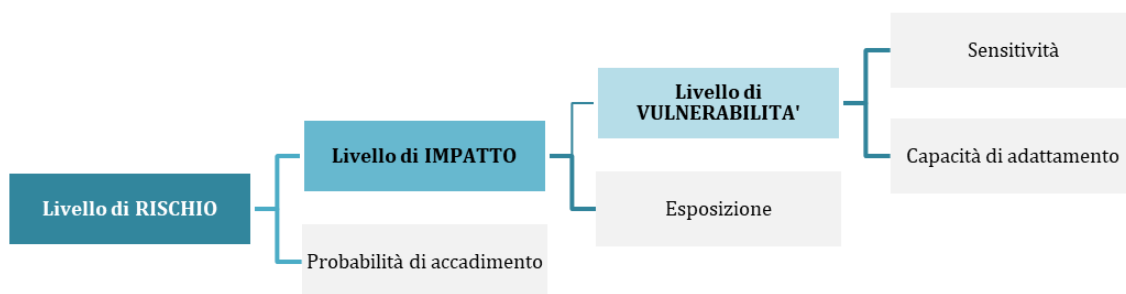 Livello di RISCHIO
Livello di IMPATTO
Probabilità di accadimento
Livello di
VULNERABILITA'
Esposizione
Sensitività
Capacità di adattamento